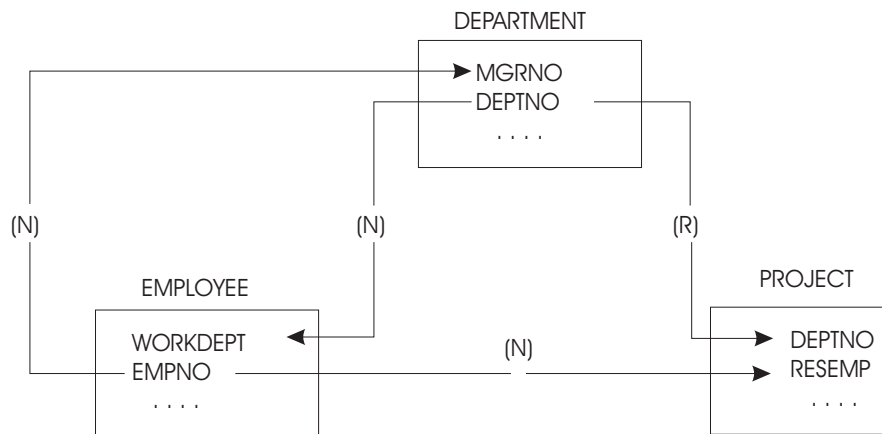 DEPARTMENT
MGRNO
DEPTNO
. . . .
(N)
(N)
(R)
EMPLOYEE
PROJECT
WORKDEPT
EMPNO
. . . .
(N)
DEPTNO
RESEMP
. . . .